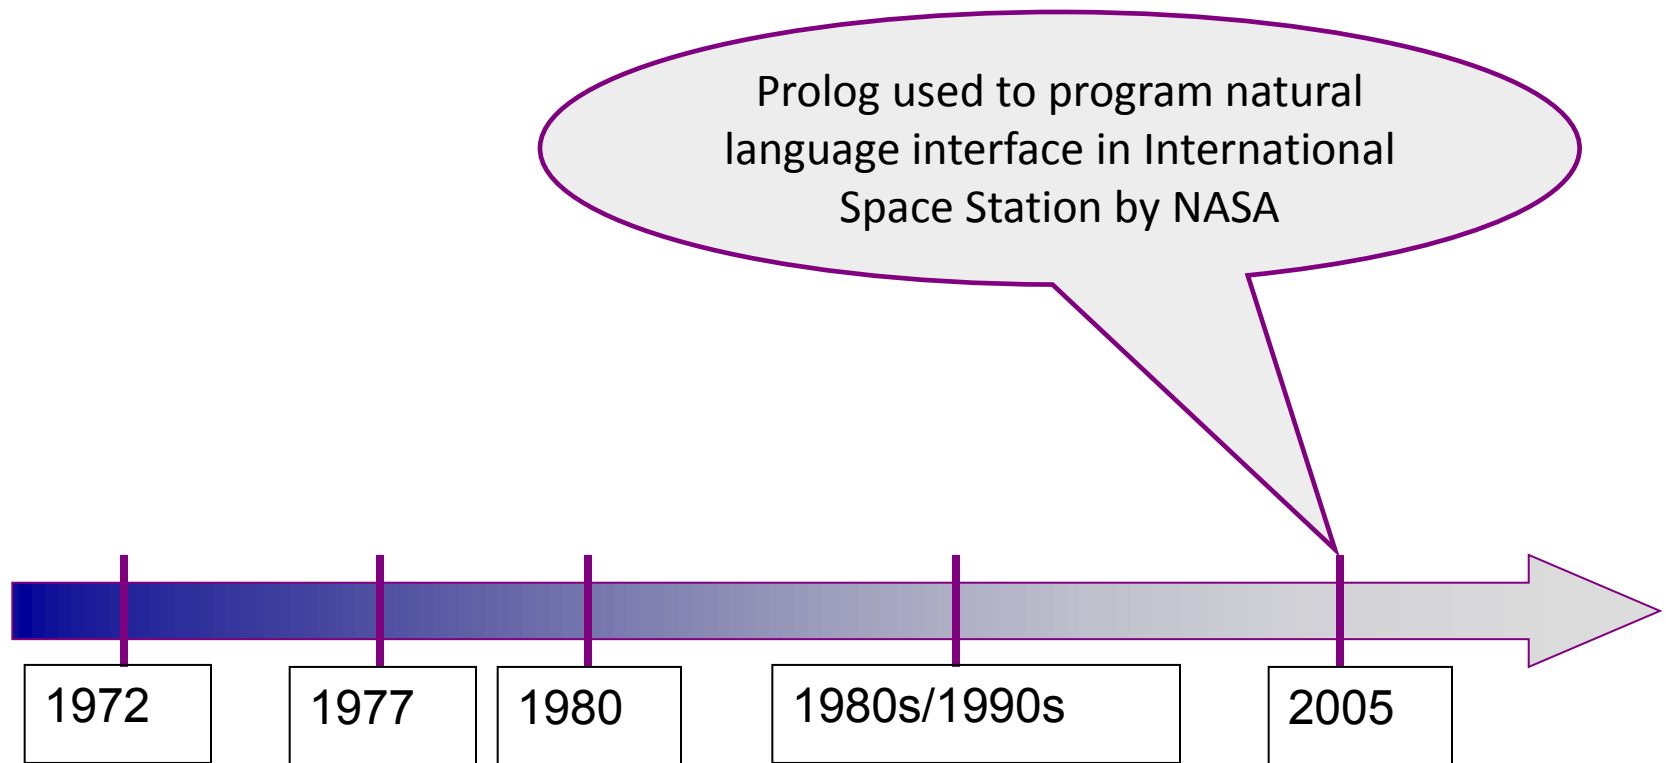 Prolog used to program natural
language interface in International
Space Station by NASA
1972
1977
1980
1980s/1990s
2005